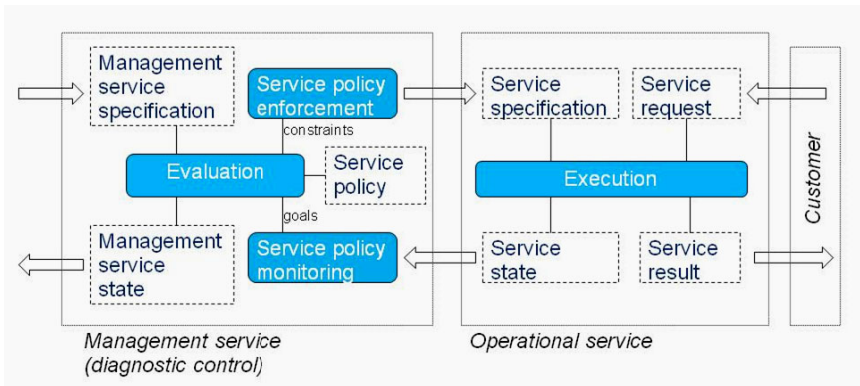 Management
service
specification
Service policy
enforcement
constraints
Evaluation
Service
policy
goals
Management
service
state
Service policy
monitoring
Management service
(diagnostic control)
Service
specification
Service
request
Execution
Service
state
Service
result
Operational service
Customer